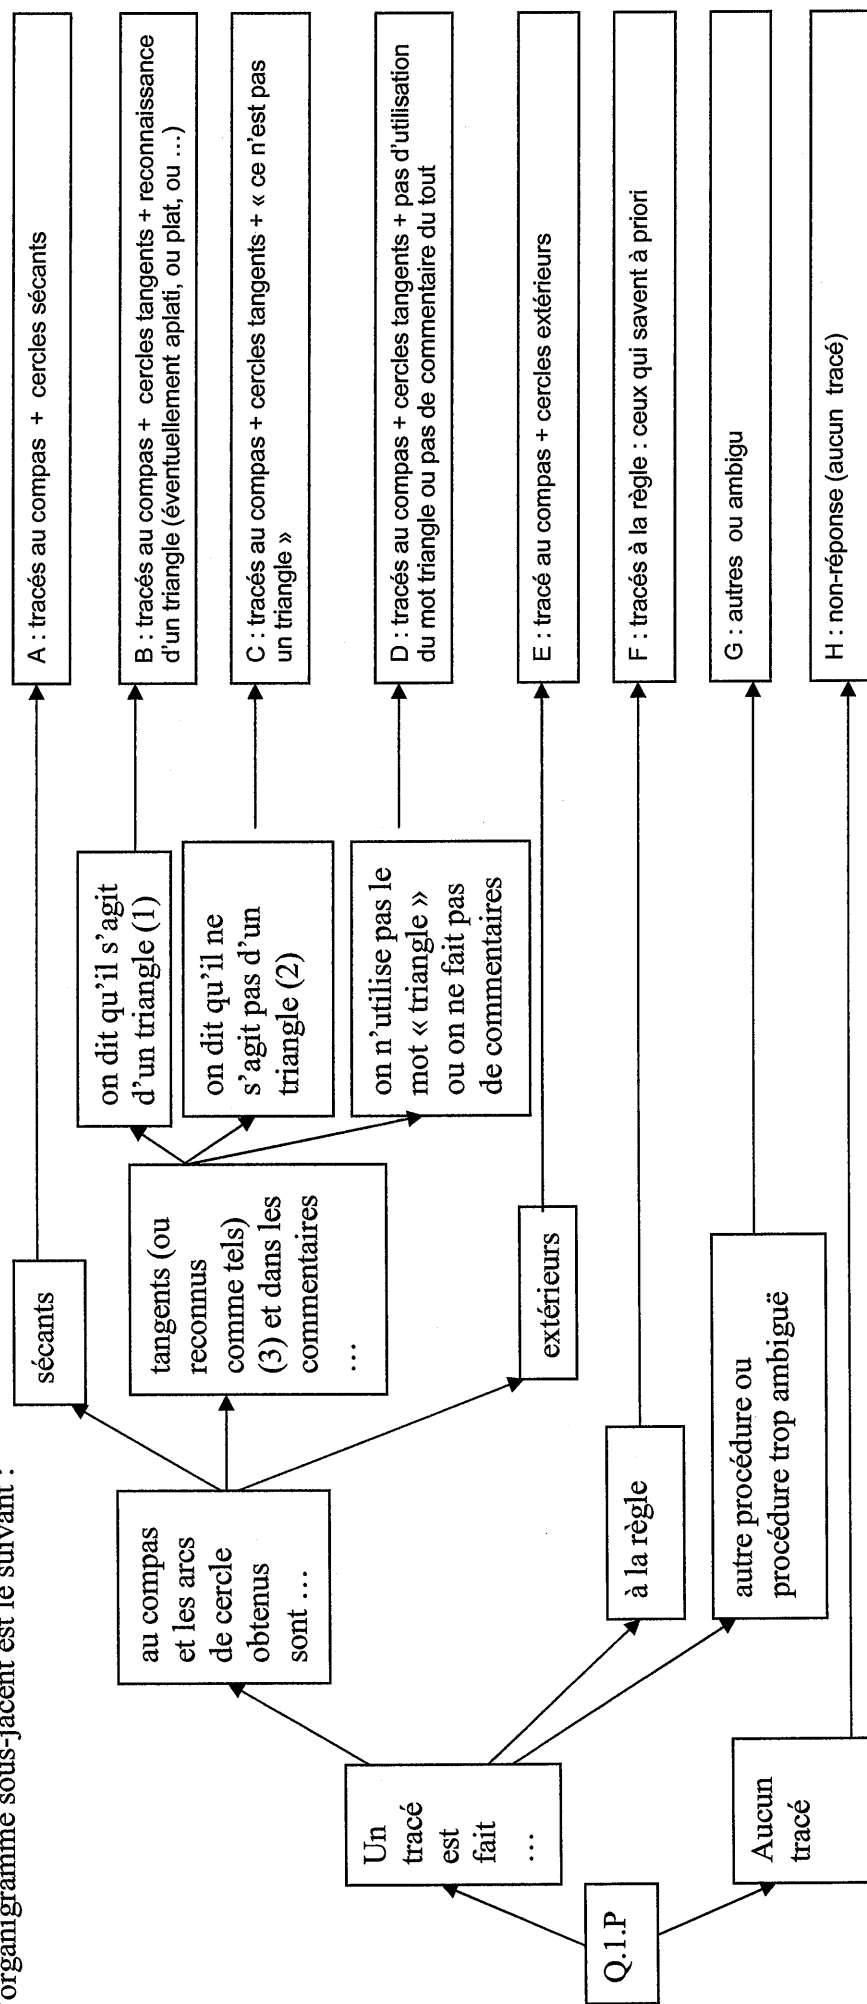 organigramme sous-jacent est le suivant :
Q.1.P
Un
tracé
est
fait
…
Aucun
tracé
au compas
et les arcs
de cercle
obtenus
sont …
à la règle
autre procédure ou
procédure trop ambiguë
sécants
tangents (ou
reconnus
comme tels)
(3) et dans les
commentaires
…
extérieurs
on dit qu'il s'agit
d'un triangle (1)
on dit qu'il ne
s'agit pas d'un
triangle (2)
on n'utilise pas le
mot « triangle »
ou on ne fait pas
de commentaires
A : tracés au compas + cercles sécants
B : tracés au compas + cercles tangents + reconnaissance
d'un triangle (éventuellement aplati, ou plat, ou …)
C : tracés au compas + cercles tangents + « ce n'est pas
un triangle »
D : tracés au compas + cercles tangents + pas d'utilisation
du mot triangle ou pas de commentaire du tout
E : tracé au compas + cercles extérieurs
F : tracés à la règle : ceux qui savent à priori
G : autres ou ambigu
H : non-réponse (aucun tracé)